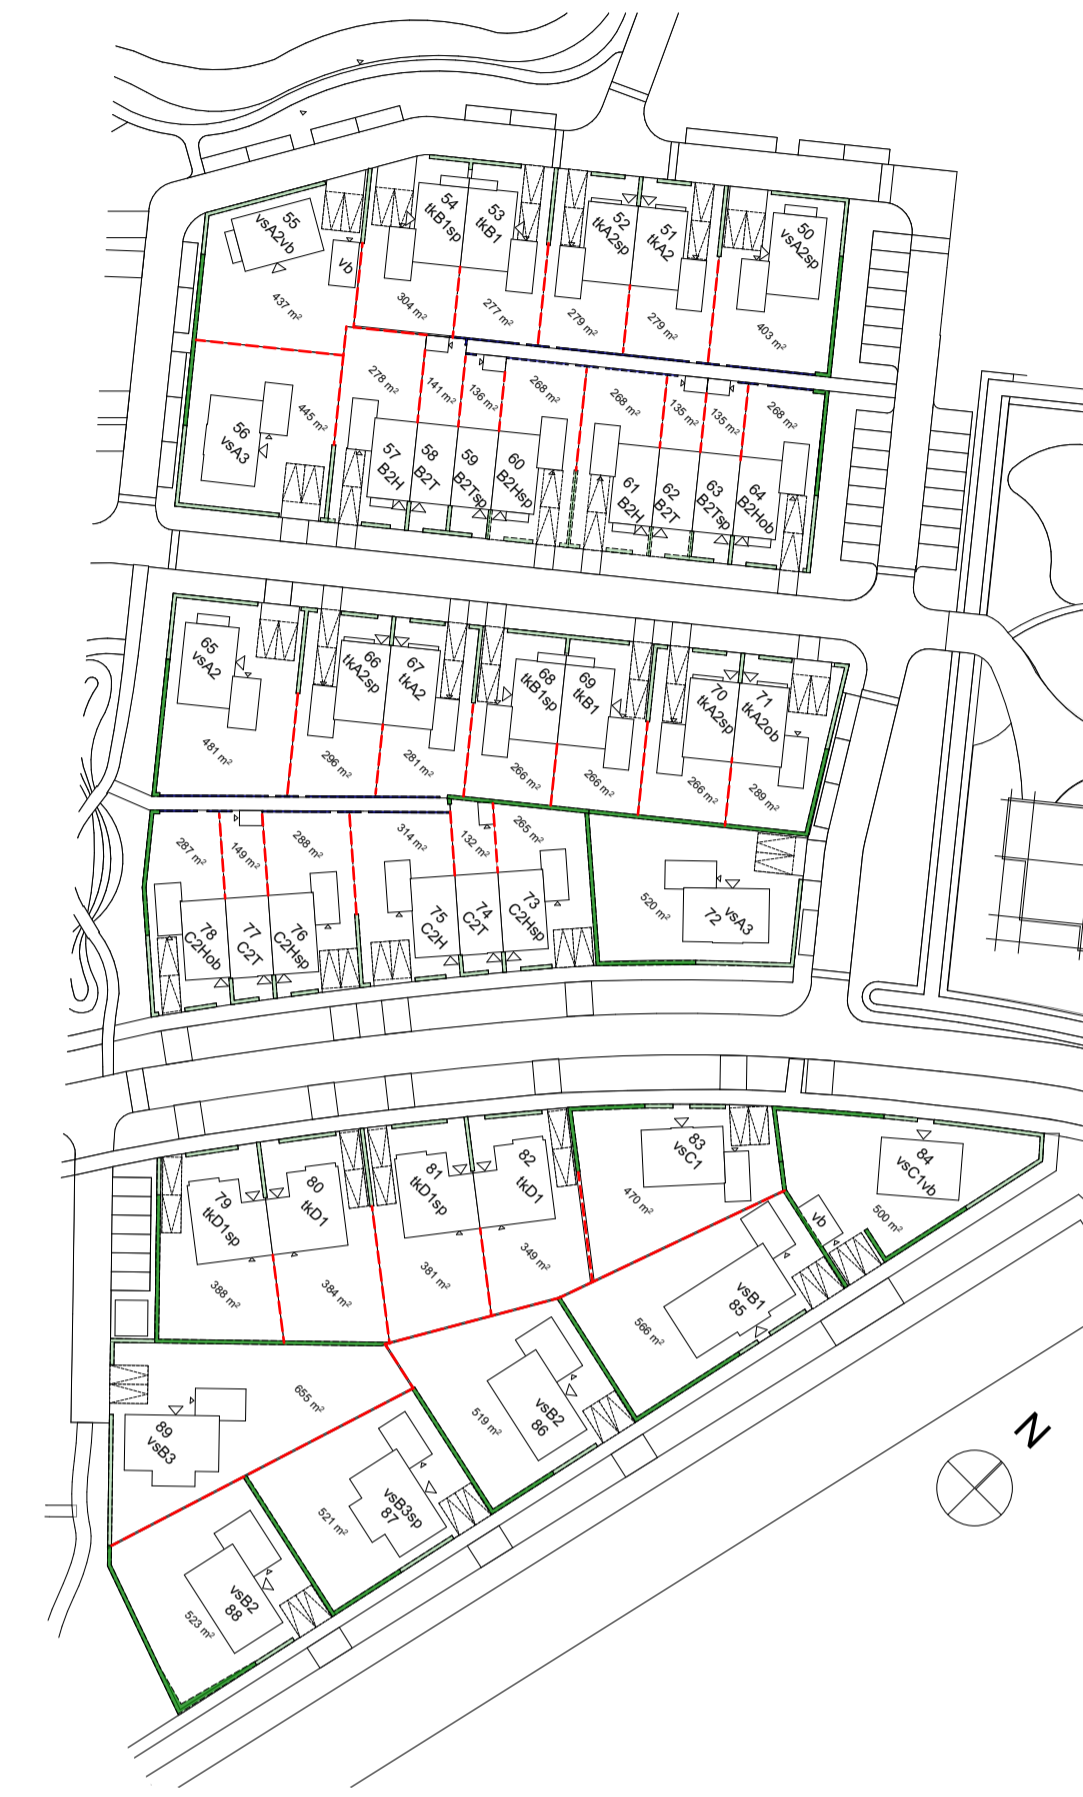 55
vsA2vb
vb
437 m²
54
tkB1sp
304 m²
53
tkB1
277 m²
52
tkA2sp
279 m²
51
tkA2
279 m²
50
vsA2sp
403 m²
56
vsA3
445 m²
278 m²
57
B2H
141 m²
58
B2T
136 m²
59
B2Tsp
268 m²
60
B2Hsp
268 m²
61
B2H
135 m²
62
B2T
135 m²
63
B2Tsp
268 m²
64
B2Hob
65
vsA2
481 m²
66
tkA2sp
296 m²
67
tkA2
281 m²
68
tkB1sp
266 m²
69
tkB1
266 m²
70
tkA2sp
266 m²
71
tkA2ob
289 m²
287 m²
78
C2Hob
149 m²
77
C2T
288 m²
76
C2Hsp
314 m²
75
C2H
132 m²
74
C2T
265 m²
73
C2Hsp
520 m²
vsA3
72
79
tkD1sp
388 m²
80
tkD1
384 m²
81
tkD1sp
381 m²
82
tkD1
349 m²
83
vsC1
470 m²
84
vsC1vb
vb
500 m²
vsB1
85
566 m²
vsB2
86
519 m²
89
vsB3
655 m²
vsB3sp
87
521 m²
vsB2
88
523 m²
N